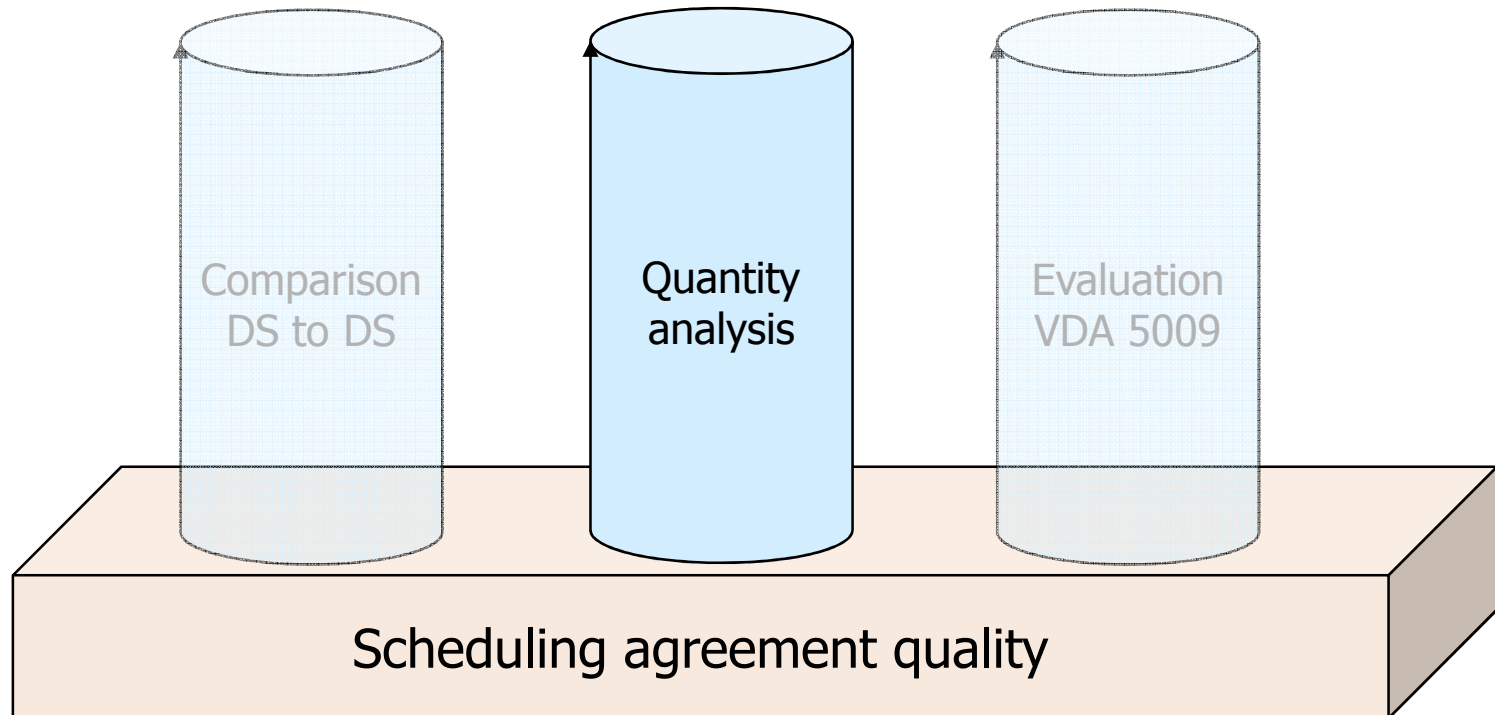 Comparison
DS to DS
Quantity
analysis
Evaluation
VDA 5009
Scheduling agreement quality